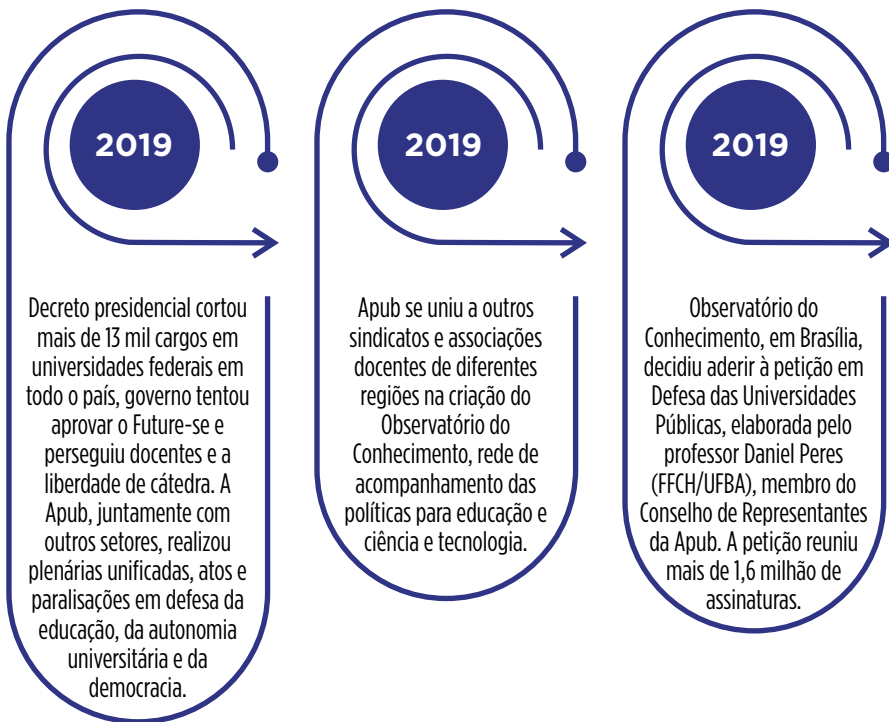 2019
Decreto presidencial cortou
mais de 13 mil cargos em
universidades federais em
todo o país, governo tentou
aprovar o Future-se e
perseguiu docentes e a
liberdade de cátedra. A
Apub, juntamente com
outros setores, realizou
plenárias unificadas, atos e
paralisações em defesa da
educação, da autonomia
universitária e da
democracia.
2019
Apub se uniu a outros
sindicatos e associações
docentes de diferentes
regiões na criação do
Observatório do
Conhecimento, rede de
acompanhamento das
políticas para educação e
ciência e tecnologia.
2019
Observatório do
Conhecimento, em Brasília,
decidiu aderir à petição em
Defesa das Universidades
Públicas, elaborada pelo
professor Daniel Peres
(FFCH/UFBA), membro do
Conselho de Representantes
da Apub. A petição reuniu
mais de 1,6 milhão de
assinaturas.